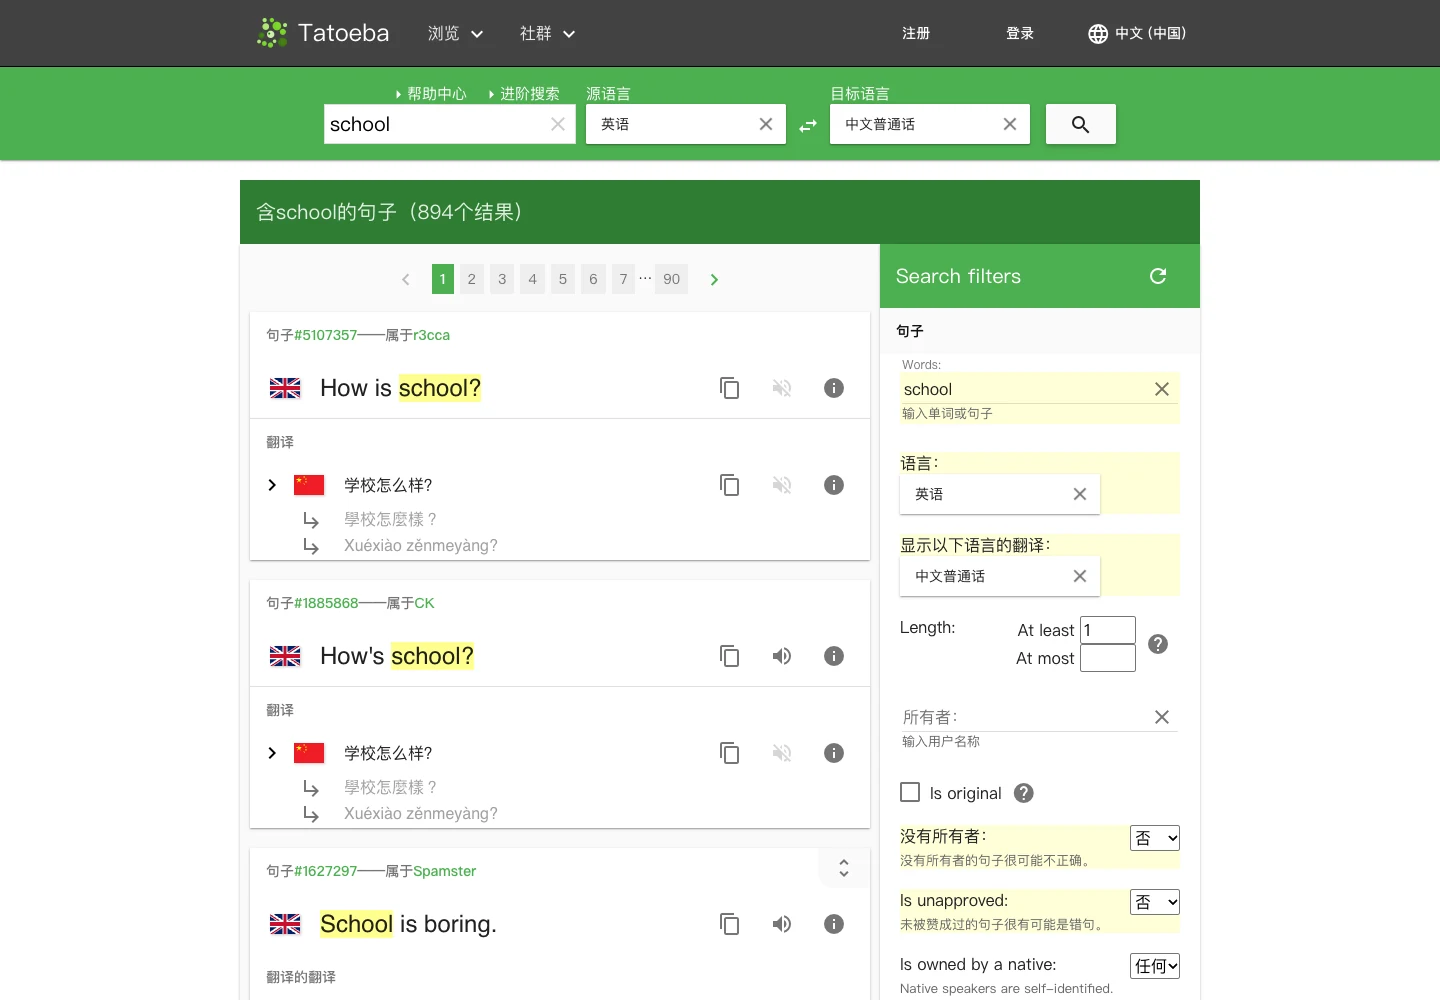 Tatoeba
浏览
社群
注册
登录
中文 (中国)
帮助中心
进阶搜索
源语言
目标语言
school
英语
中文普通话
含school的句子（894个结果）
1 2 3 4 5 6 7 ... 90
句子#5107357——属于r3cca
How is school?
翻译
学校怎么样？
學校怎麼樣？
Xuéxiào zěnmeyàng?
句子#1885868——属于CK
How's school?
翻译
学校怎么样？
學校怎麼樣？
Xuéxiào zěnmeyàng?
句子#1627297——属于Spamster
School is boring.
翻译的翻译
Search filters
句子
Words:
school
输入单词或句子
语言：
英语
显示以下语言的翻译：
中文普通话
Length:
At least 1
At most
所有者：
输入用户名称
Is original
没有所有者：
否
没有所有者的句子很可能不正确。
Is unapproved:
否
未被赞成过的句子很有可能是错句。
Is owned by a native:
任何
Native speakers are self-identified.